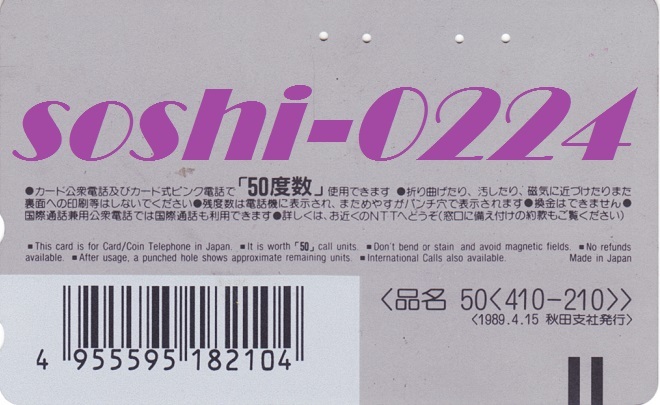 soshi-0224
●カード公衆電話及びカード式ピンク電話で「50度数」使用できます ●折り曲げたり、汚したり、磁気に近づけたりまた
裏面への印刷等はしないでください●残度数は電話機に表示され、まためやすがパンチ穴で表示されます●換金はできません●
国際通話兼用公衆電話では国際通話も利用できます●詳しくは、お近くのNTTへどうぞ(窓口に備え付けの約款もご覧ください)
■This card is for Card/Coin Telephone in Japan. ■It is worth「50」call units. ■Don't bend or stain and avoid magnetic fields. ■No refunds
available. ■After usage, a punched hole shows approximate remaining units. ■International Calls also available. Made in Japan
〈品名 50〈410-210〉〉
〈1989.4.15 秋田支社発行〉
4 955595 182104